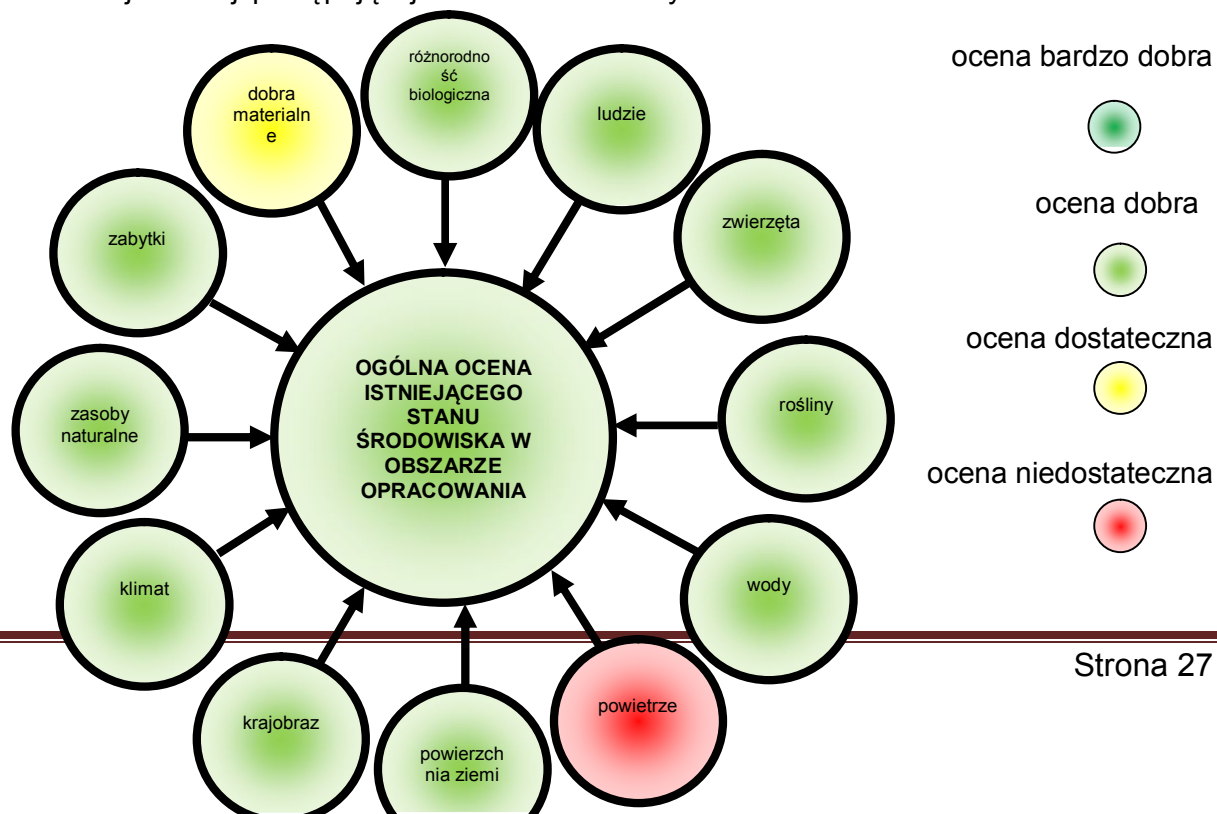 różnorodno
ść
biologiczna
ludzie
zwierzęta
rośliny
wody
powietrze
powierzch
nia ziemi
krajobraz
klimat
zasoby
naturalne
zabytki
dobra
materialn
e
OGÓLNA OCENA
ISTNIEJĄCEGO
STANU
ŚRODOWISKA W
OBSZARZE
OPRACOWANIA
ocena bardzo dobra
ocena dobra
ocena dostateczna
ocena niedostateczna
Strona 27